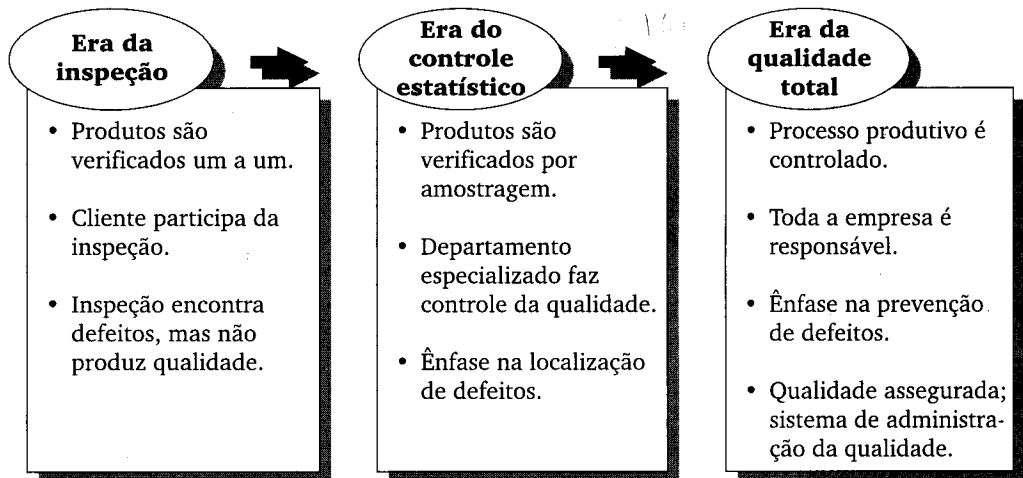 Era da
inspeção
• Produtos são
verificados um a um.
• Cliente participa da
inspeção.
• Inspeção encontra
defeitos, mas não
produz qualidade.
Era do
controle
estatístico
• Produtos são
verificados por
amostragem.
• Departamento
especializado faz
controle da qualidade.
• Ênfase na localização
de defeitos.
Era da
qualidade
total
• Processo produtivo é
controlado.
• Toda a empresa é
responsável.
• Ênfase na prevenção
de defeitos.
• Qualidade assegurada;
sistema de administra-
ção da qualidade.